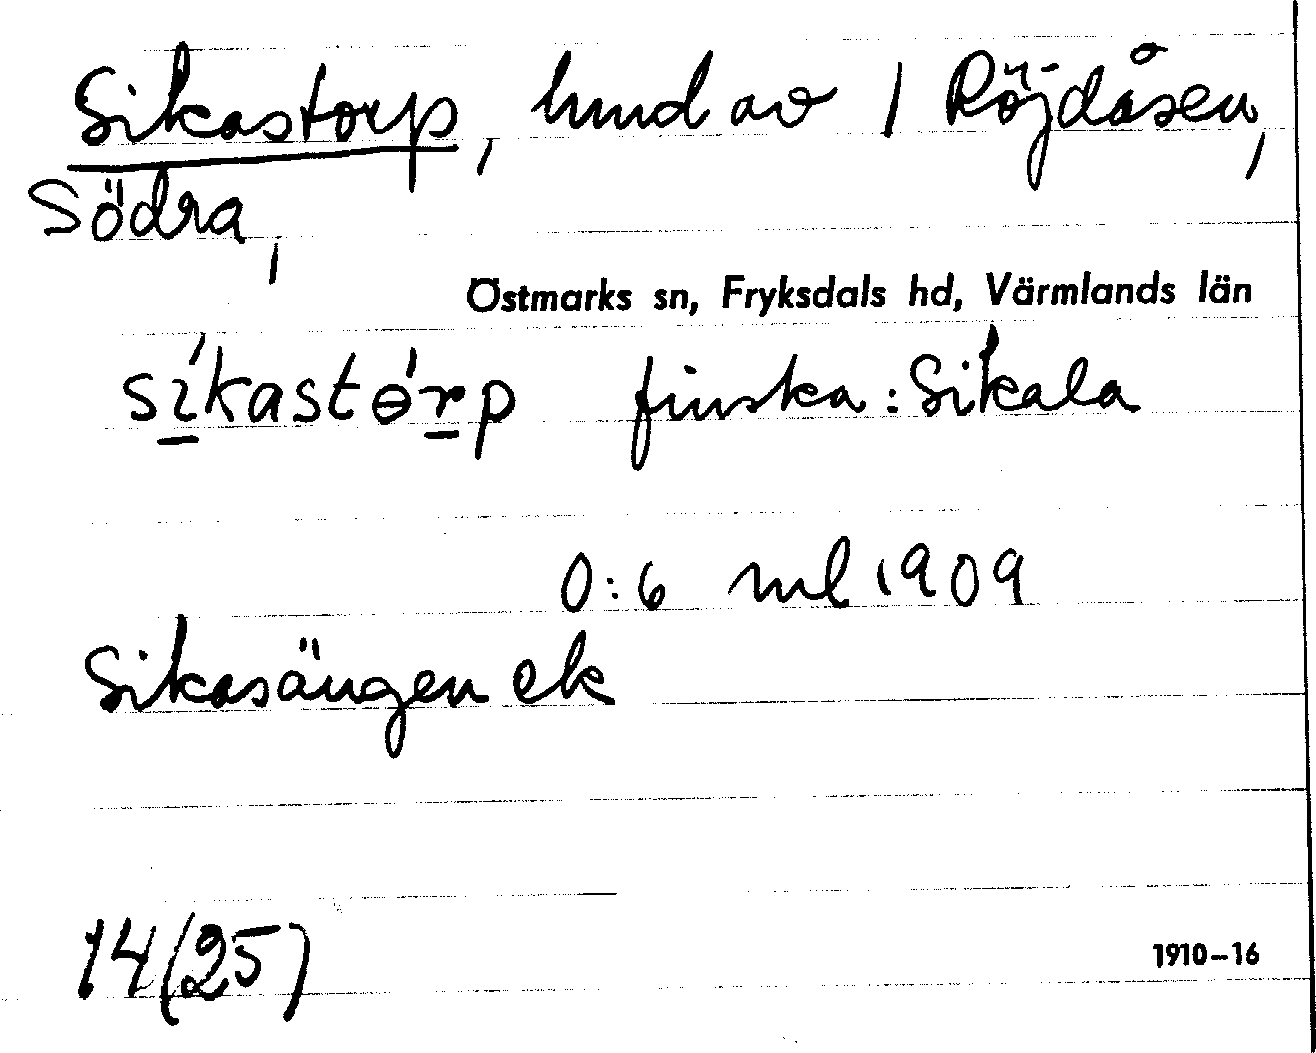 Sikastorp, hmd av 1 Röjdåsen,
Södra,
Östmarks sn, Fryksdals hd, Värmlands län
síkastórp finska: Sikala
0:6 ml 1909
Sikasängen ek
14(25)
1910–16